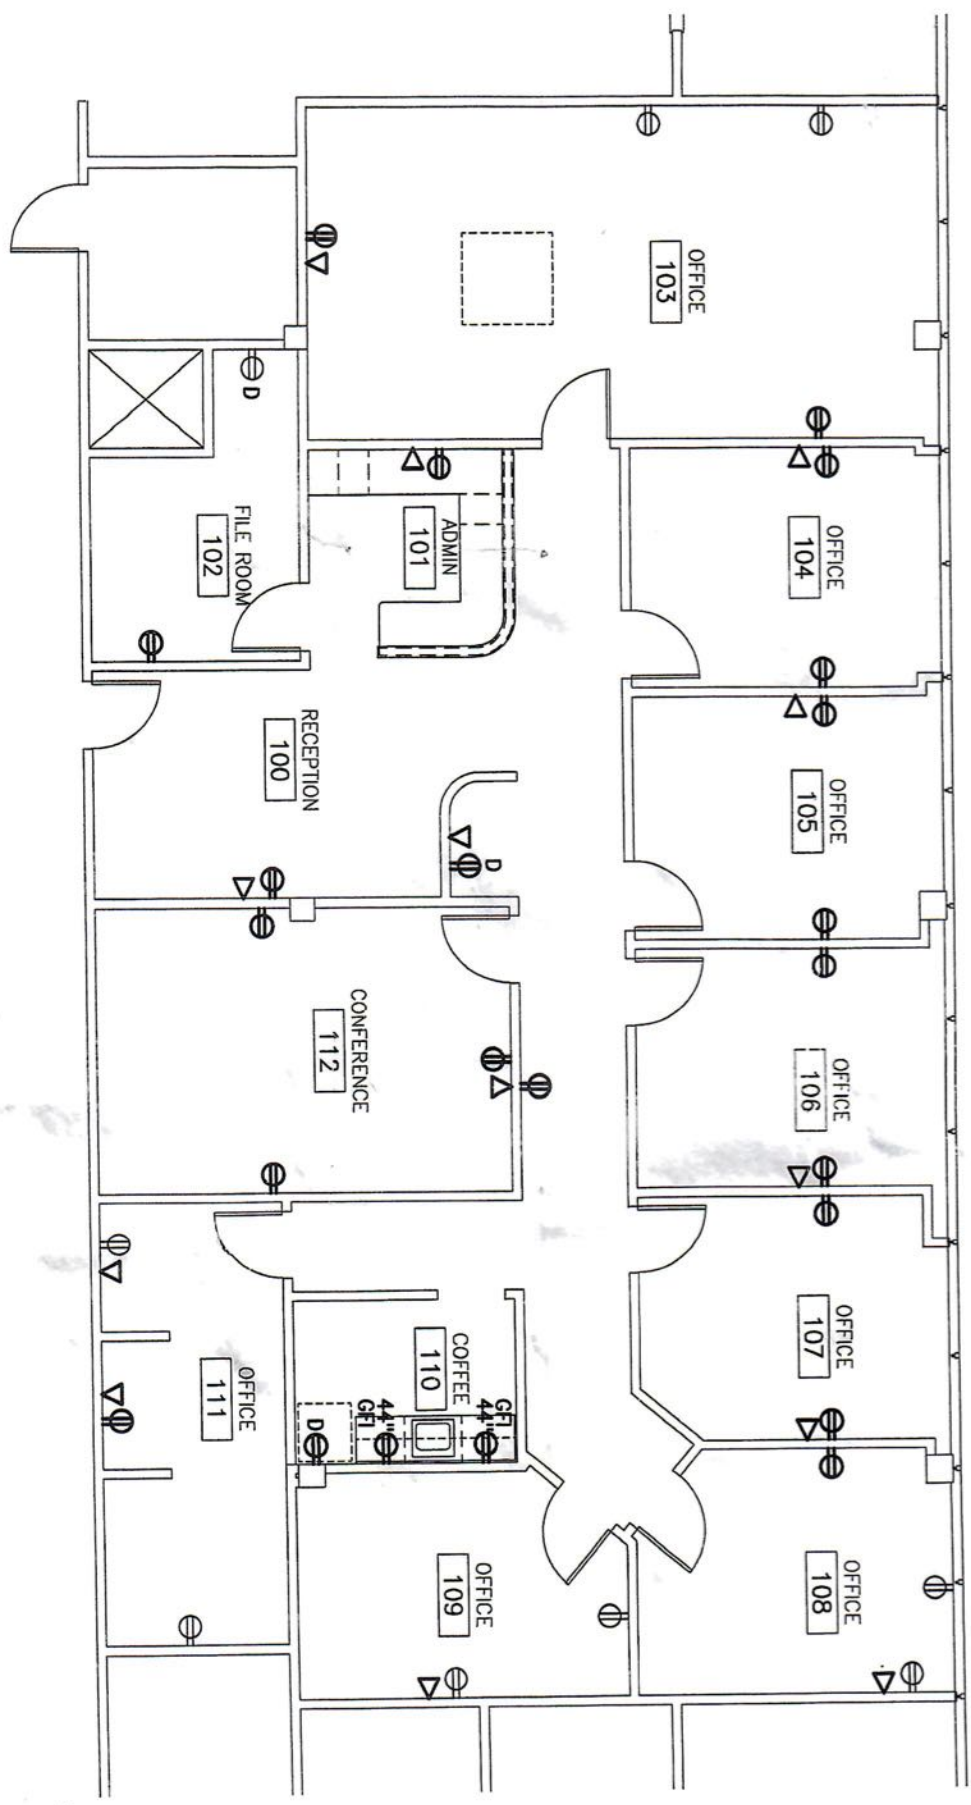 OFFICE
103
D
FILE ROOM
102
ADMIN
101
OFFICE
104
RECEPTION
100
D
OFFICE
105
CONFERENCE
112
OFFICE
106
OFFICE
107
COFFEE
110
GFI
44"
44"
GFI
D
OFFICE
111
OFFICE
108
OFFICE
109